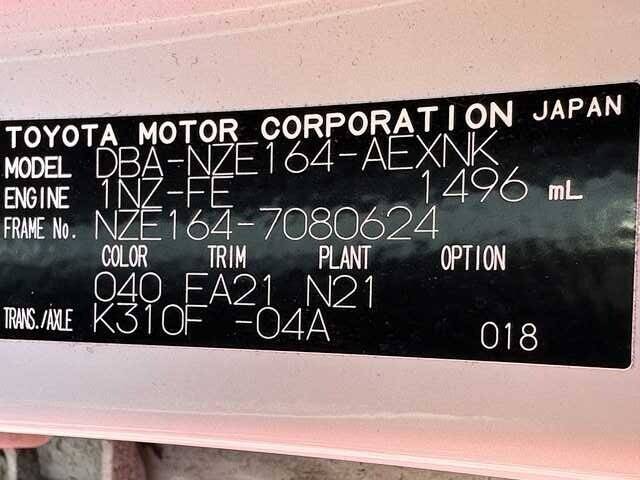 TOYOTA MOTOR CORPORATION JAPAN
MODEL DBA-NZE164-AEXNK
ENGINE 1NZ-FE 1496 mL
FRAME No. NZE164-7080624
COLOR TRIM PLANT OPTION
040 EA21 N21
TRANS./AXLE K310F -04A 018